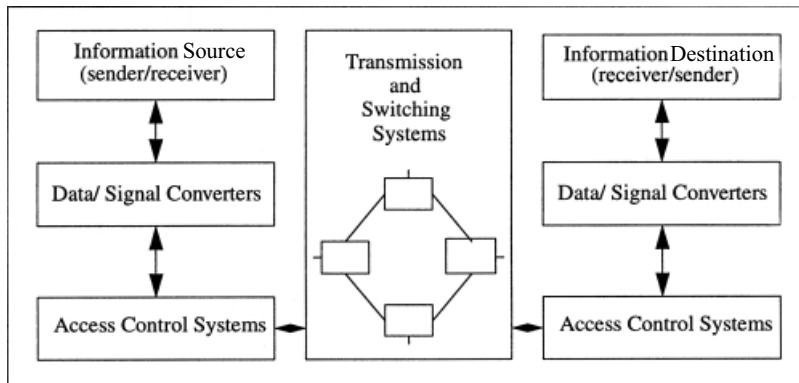 Information Source
(sender/receiver)
Data/ Signal Converters
Access Control Systems
Transmission
and
Switching
Systems
Information Destination
(receiver/sender)
Data/ Signal Converters
Access Control Systems